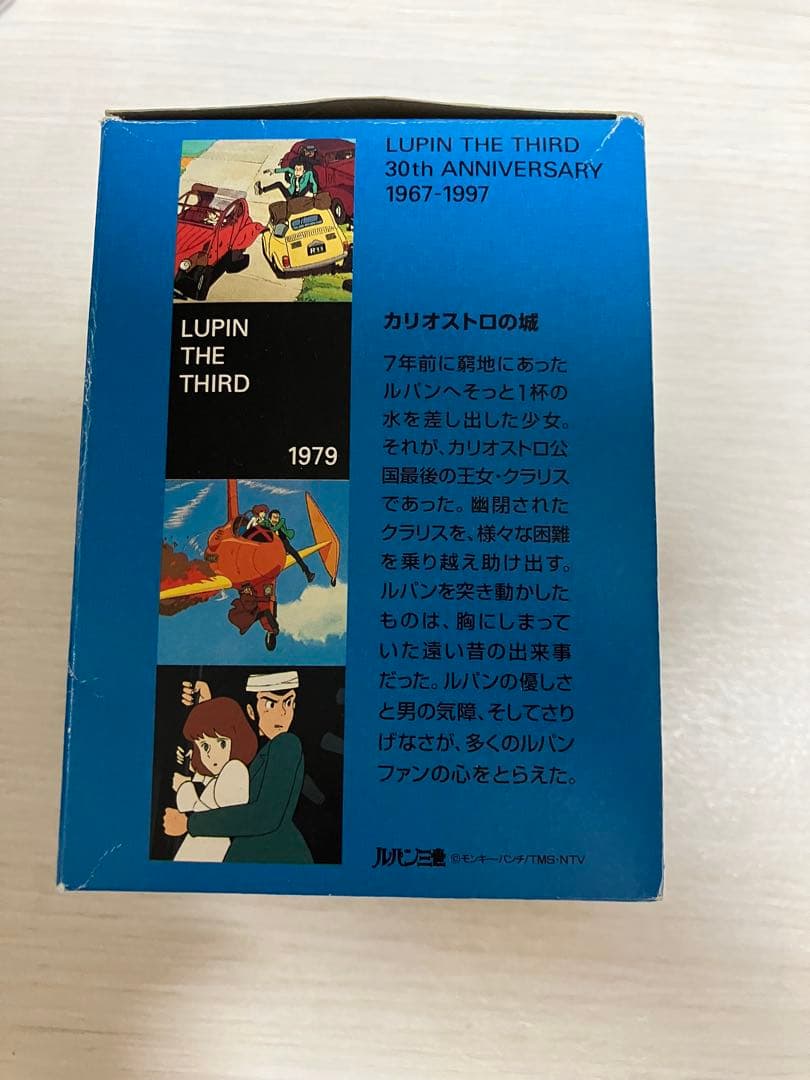 LUPIN THE THIRD
30th ANNIVERSARY
1967-1997
R33
LUPIN
THE
THIRD
1979
カリオストロの城
7年前に窮地にあった
ルパンへそっと1杯の
水を差し出した少女。
それが、カリオストロ公
国最後の王女・クラリス
であった。幽閉された
クラリスを、様々な困難
を乗り越え助け出す。
ルパンを突き動かした
ものは、胸にしまって
いた遠い昔の出来事
だった。ルパンの優しさ
と男の気障、そしてさり
げなさが、多くのルパン
ファンの心をとらえた。
ルパン三世 ©モンキー・パンチ/TMS・NTV